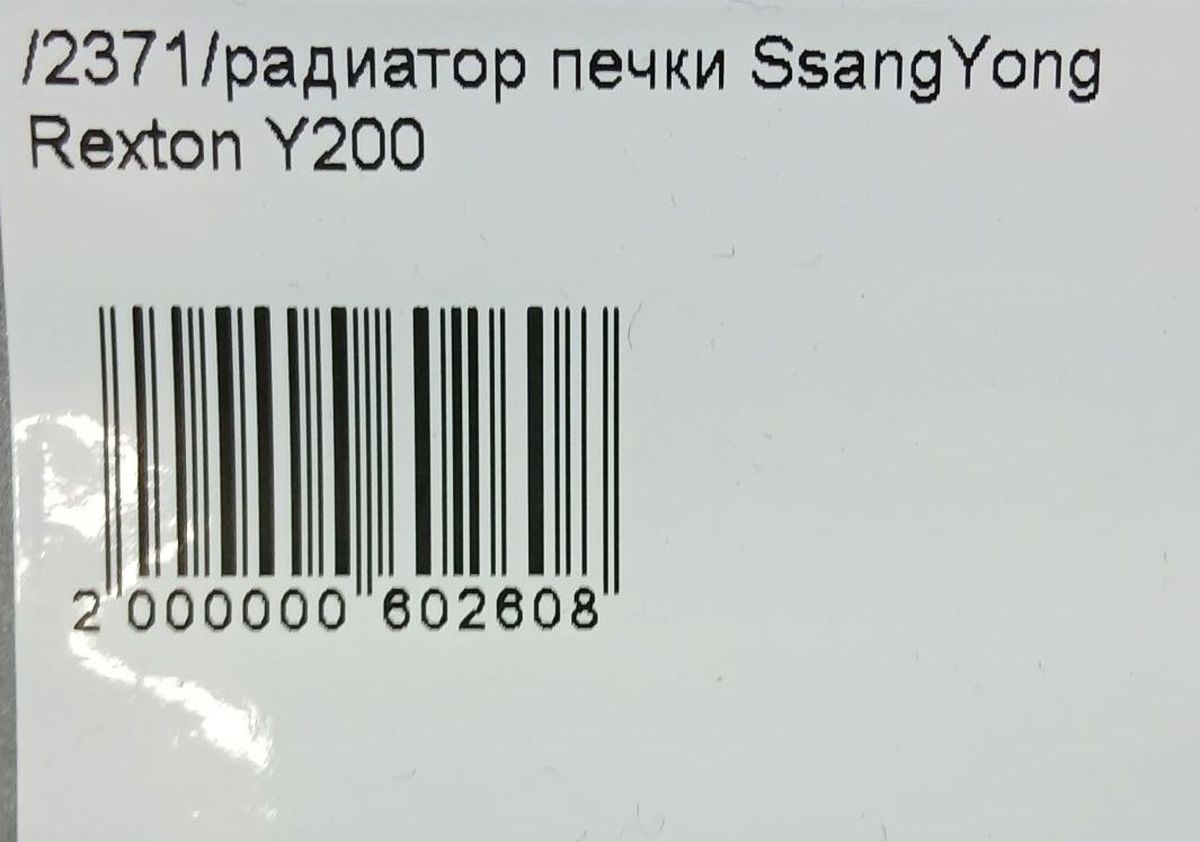 /2371/радиатор печки SsangYong
Rexton Y200
2 000000 602608